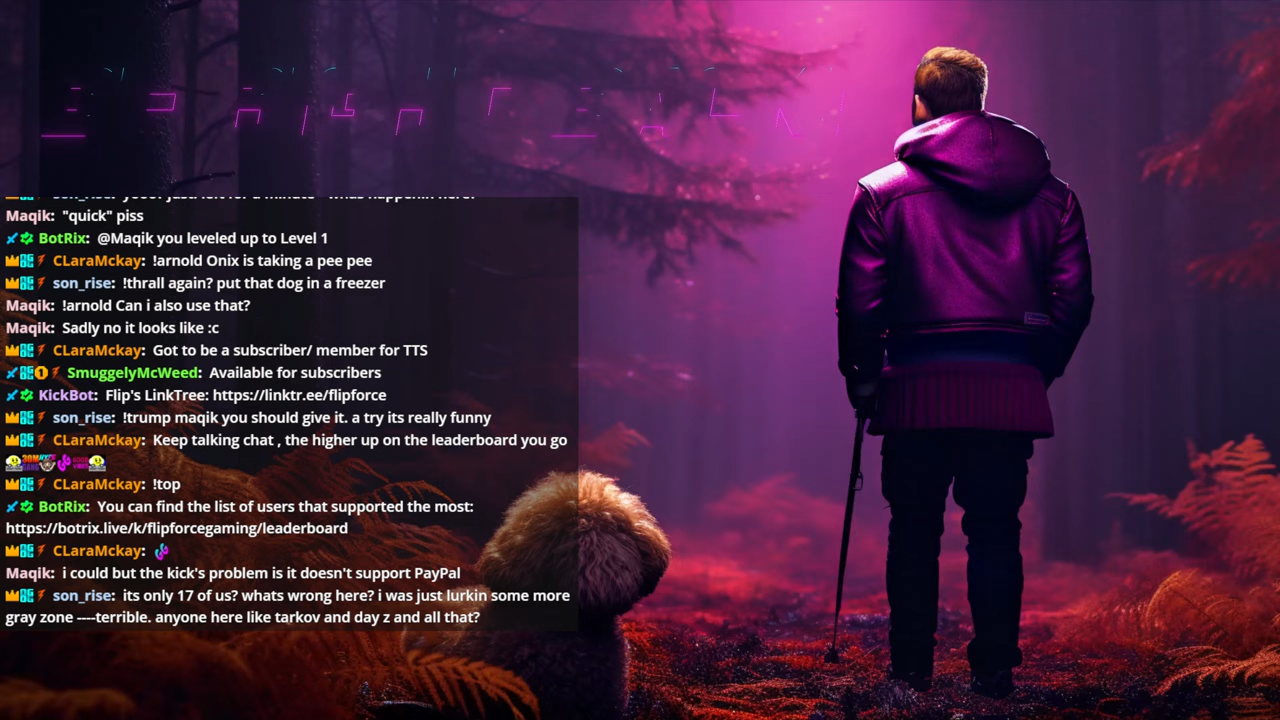 Maqik: "quick" piss
BotRix: @Maqik you leveled up to Level 1
CLaraMckay: !arnold Onix is taking a pee pee
son_rise: !thrall again? put that dog in a freezer
Maqik: !arnold Can i also use that?
Maqik: Sadly no it looks like :c
CLaraMckay: Got to be a subscriber/ member for TTS
SmuggelyMcWeed: Available for subscribers
KickBot: Flip's LinkTree: https://linktr.ee/flipforce
son_rise: !trump maqik you should give it. a try its really funny
CLaraMckay: Keep talking chat , the higher up on the leaderboard you go
CLaraMckay: !top
BotRix: You can find the list of users that supported the most:
https://botrix.live/k/flipforcegaming/leaderboard
CLaraMckay:
Maqik: i could but the kick's problem is it doesn't support PayPal
son_rise: its only 17 of us? whats wrong here? i was just lurkin some more
gray zone ----terrible. anyone here like tarkov and day z and all that?